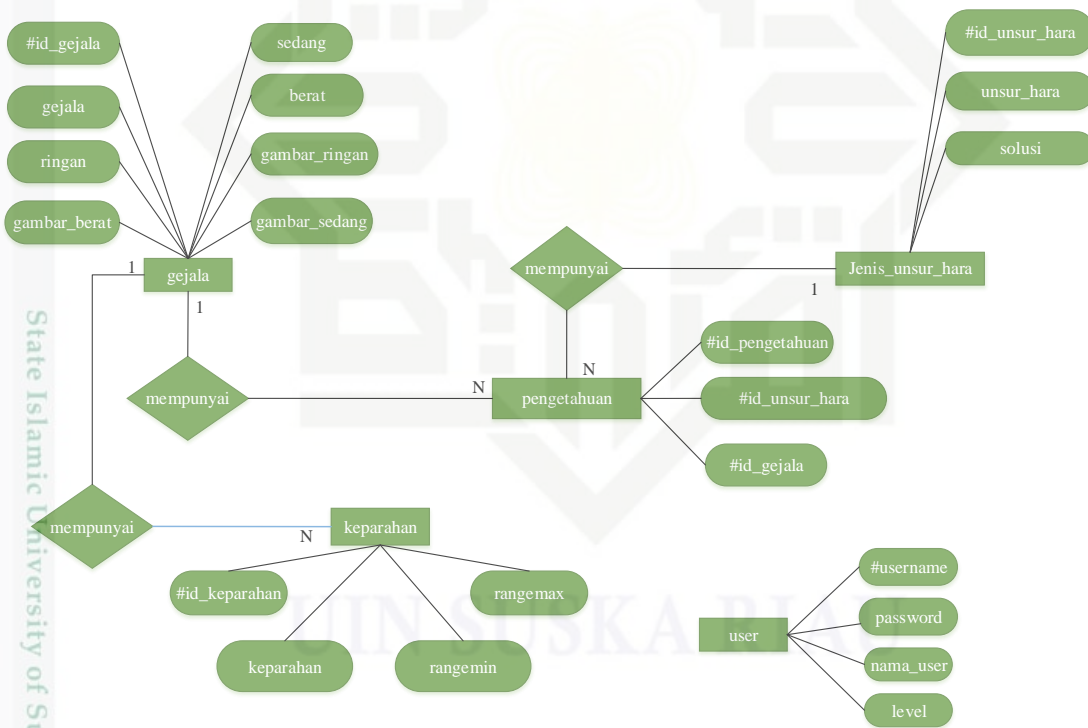 #id_gejala
sedang
#id_unsur_hara
gejala
berat
unsur_hara
ringan
gambar_ringan
solusi
gambar_berat
gambar_sedang
1
gejala
mempunyai
1
Jenis_unsur_hara
1
#id_pengetahuan
mempunyai
N
N
pengetahuan
#id_unsur_hara
#id_gejala
mempunyai
N
keparahan
#id_keparahan
rangemax
keparahan
rangemin
#username
password
user
nama_user
level
UIN SUSKA RIAU
State Islamic University of Su